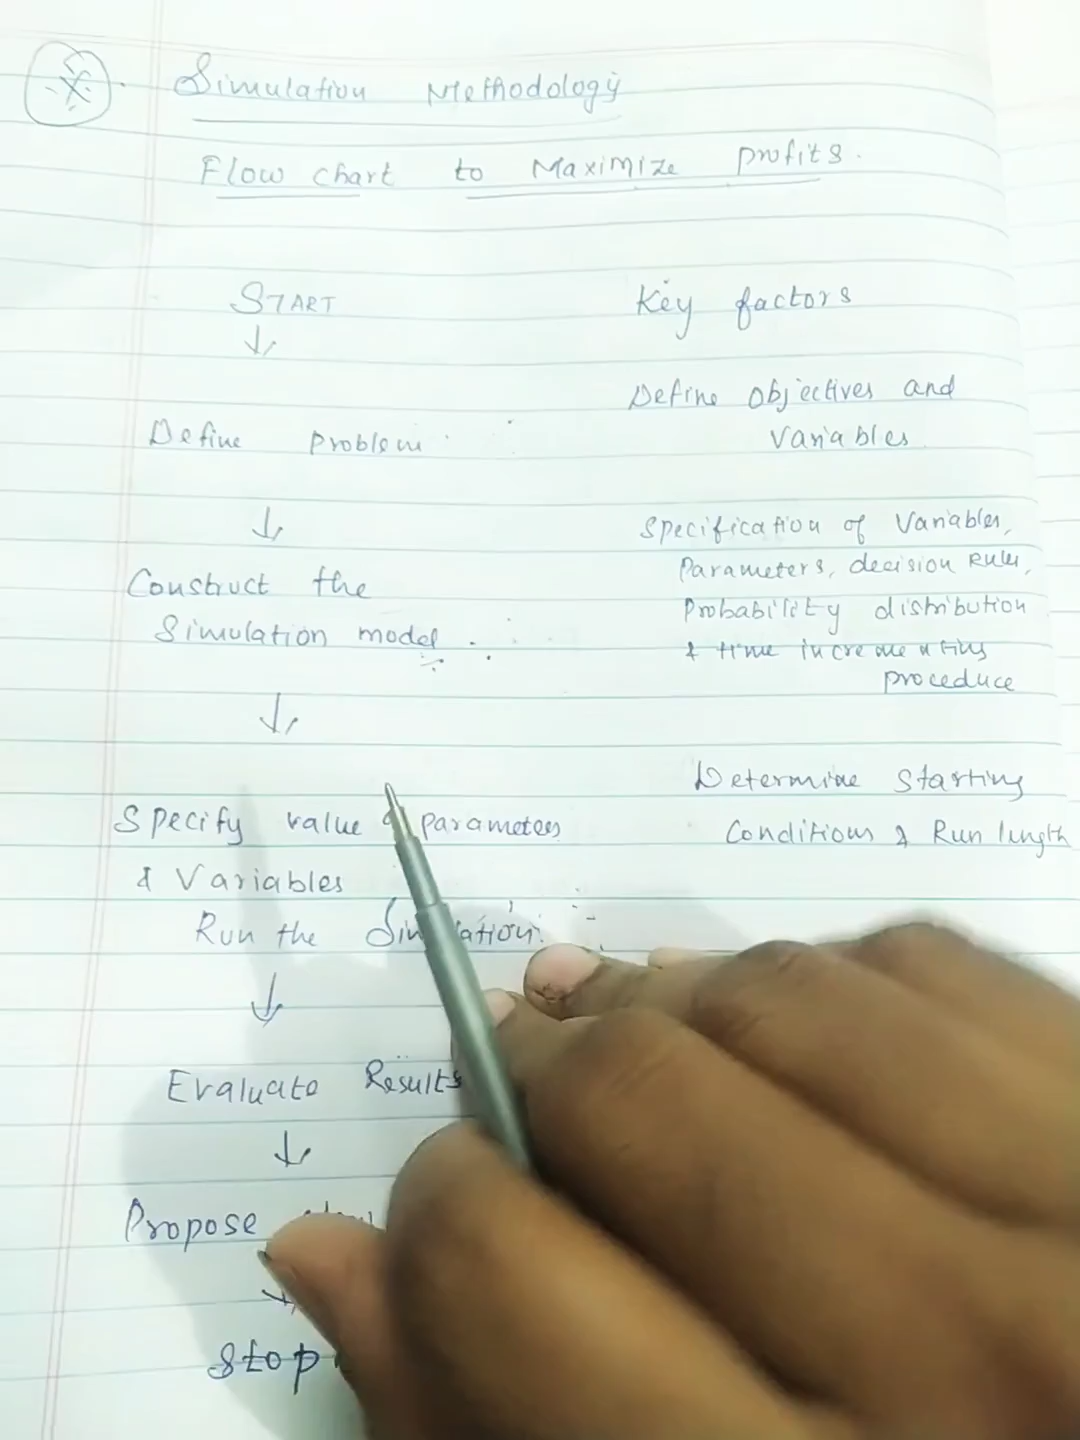 Simulation Methodology
Flow chart to Maximize profits.
START
Key factors
Define problem
Define objectives and
Variables
Construct the
Simulation model
Specification of Variables,
Parameters, decision Rules,
Probability distribution
& time incrementing
proceduce
Specify value parameters
& Variables
Run the Simulation.
Determine Starting
Conditions & Run length
Evaluate Results
Propose
Stop